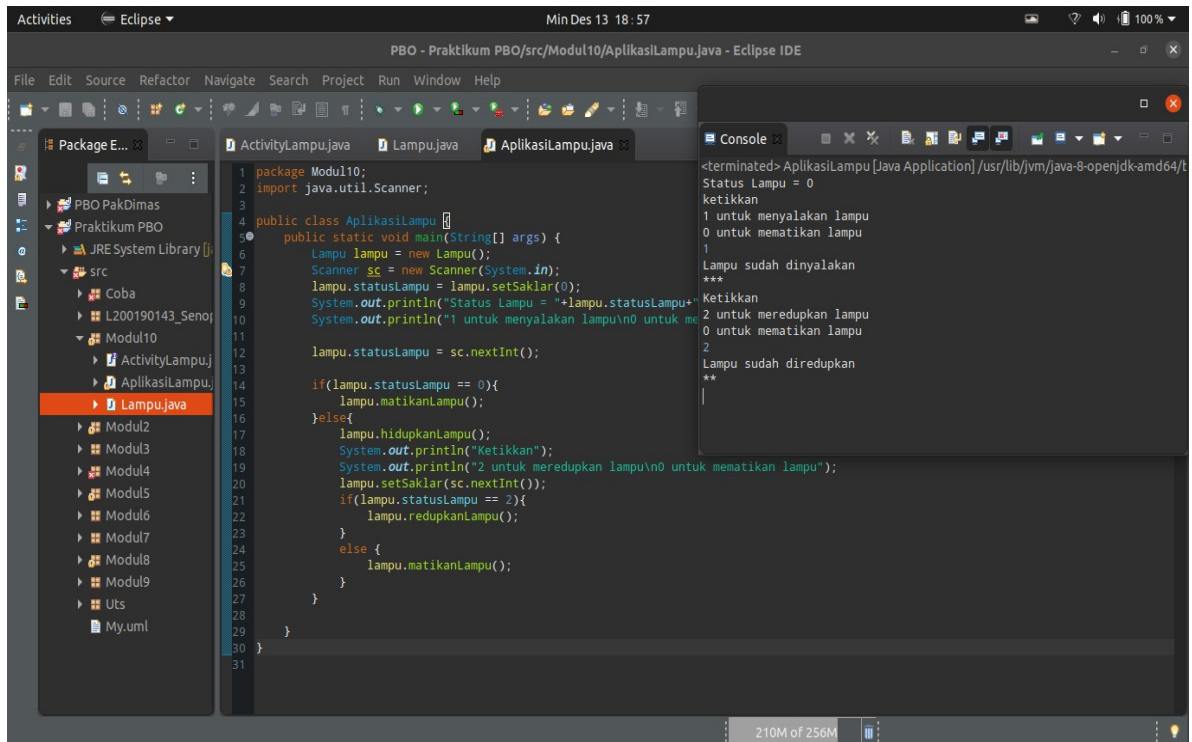 Activities Eclipse Min Des 13 18:57 100 %
PBO - Praktikum PBO/src/Modul10/AplikasiLampu.java - Eclipse IDE
File Edit Source Refactor Navigate Search Project Run Window Help
Package E...
PBO PakDimas
Praktikum PBO
JRE System Library [j
src
Coba
L200190143_Senop
Modul10
ActivityLampu.j
AplikasiLampu.j
Lampu.java
Modul2
Modul3
Modul4
Modul5
Modul6
Modul7
Modul8
Modul9
Uts
My.uml
ActivityLampu.java Lampu.java AplikasiLampu.java
1 package Modul10;
2 import java.util.Scanner;
3
4 public class AplikasiLampu {
5 public static void main(String[] args) {
6 Lampu lampu = new Lampu();
7 Scanner sc = new Scanner(System.in);
8 lampu.statusLampu = lampu.setSaklar(0);
9 System.out.println("Status Lampu = "+lampu.statusLampu+"
10 System.out.println("1 untuk menyalakan lampu\n0 untuk me
11
12 lampu.statusLampu = sc.nextInt();
13
14 if(lampu.statusLampu == 0){
15 lampu.matikanLampu();
16 }else{
17 lampu.hidupkanLampu();
18 System.out.println("Ketikkan");
19 System.out.println("2 untuk meredupkan lampu\n0 untuk mematikan lampu");
20 lampu.setSaklar(sc.nextInt());
21 if(lampu.statusLampu == 2){
22 lampu.redupkanLampu();
23 }
24 else {
25 lampu.matikanLampu();
26 }
27 }
28
29 }
30 }
31
Console
<terminated> AplikasiLampu [Java Application] /usr/lib/jvm/java-8-openjdk-amd64/b
Status Lampu = 0
ketikkan
1 untuk menyalakan lampu
0 untuk mematikan lampu
1
Lampu sudah dinyalakan
***
Ketikkan
2 untuk meredupkan lampu
0 untuk mematikan lampu
2
Lampu sudah diredupkan
**
210M of 256M